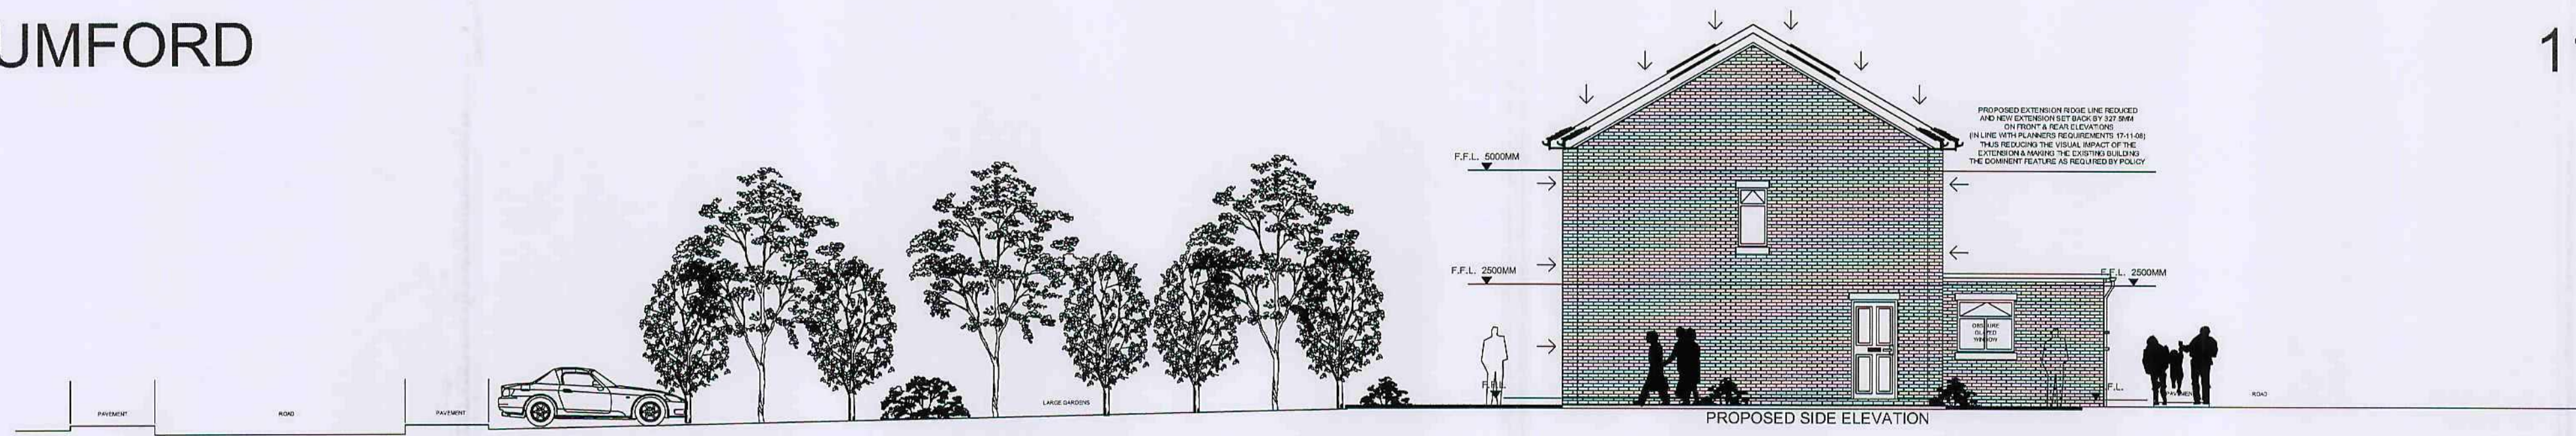 UMFORD
PROPOSED EXTENSION RIDGE LINE REDUCED
AND NEW EXTENSION SET BACK BY 327.5MM
ON FRONT & REAR ELEVATIONS
(IN LINE WITH PLANNERS REQUIREMENTS 17-11-08)
THUS REDUCING THE VISUAL IMPACT OF THE
EXTENSION & MAKING THE EXISTING BUILDING
THE DOMINENT FEATURE AS REQUIRED BY POLICY
F.F.L. 5000MM
F.F.L. 2500MM
F.F.L. 2500MM
OBSCURE
GLAZED
WINDOW
F.F.L.
F.L.
PAVEMENT
ROAD
PAVEMENT
LARGE GARDENS
PAVEMENT
ROAD
PROPOSED SIDE ELEVATION